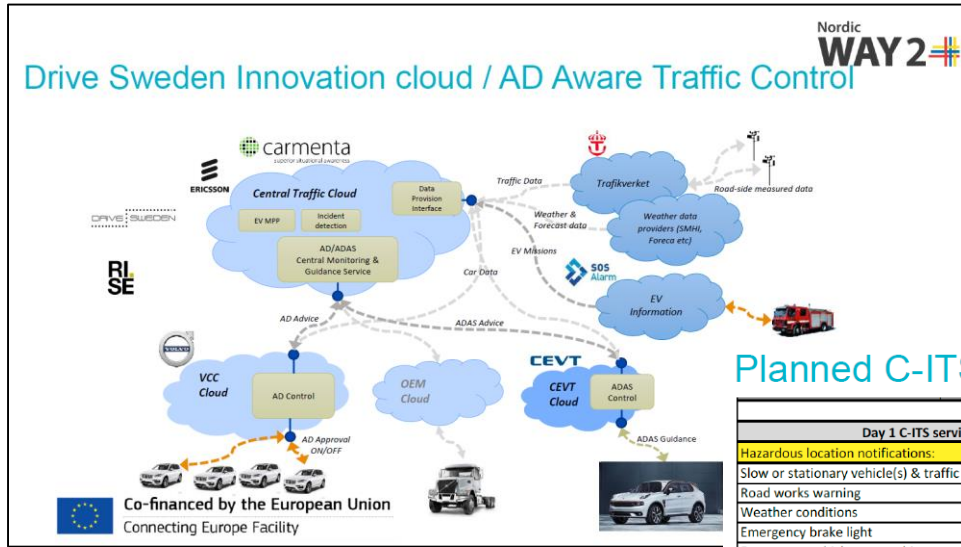 Nordic
WAY 2
Drive Sweden Innovation cloud / AD Aware Traffic Control
carmenta
superior situational awareness
ERICSSON
DRIVE SWEDEN
RI.
SE
VOLVO
Central Traffic Cloud
Data
Provision
Interface
EV MPP
Incident
detection
AD/ADAS
Central Monitoring &
Guidance Service
Traffic Data
Trafikverket
Road-side measured data
Weather &
Forecast data
Weather data
providers (SMHI,
Foreca etc)
EV Missions
Car Data
SOS
Alarm
EV
Information
AD Advice
ADAS Advice
VCC
Cloud
AD Control
OEM
Cloud
CEVT
CEVT
Cloud
ADAS
Control
AD Approval
ON/OFF
ADAS Guidance
Co-financed by the European Union
Connecting Europe Facility
Planned C-ITS
Day 1 C-ITS servi
Hazardous location notifications:
Slow or stationary vehicle(s) & traffic
Road works warning
Weather conditions
Emergency brake light